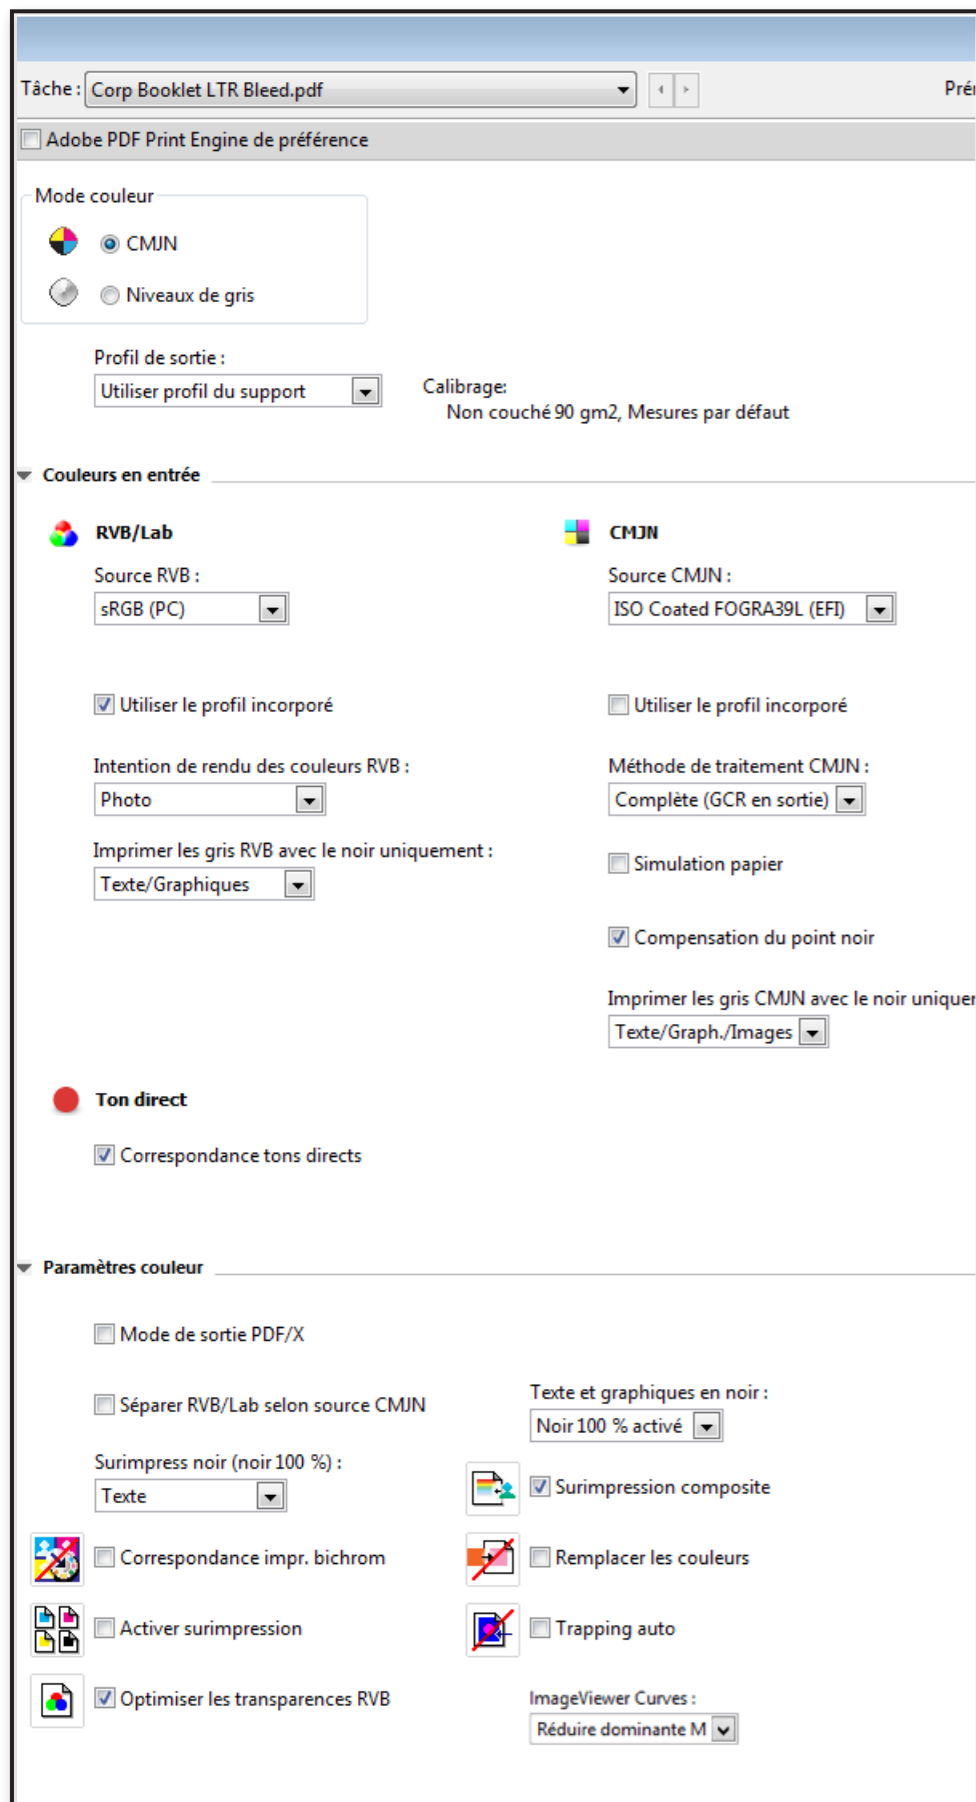 Tâche : Corp Booklet LTR Bleed.pdf
Adobe PDF Print Engine de préférence
Mode couleur
CMJN
Niveaux de gris
Profil de sortie :
Utiliser profil du support
Calibrage:
Non couché 90 gm2, Mesures par défaut
Couleurs en entrée
RVB/Lab
Source RVB :
sRGB (PC)
Utiliser le profil incorporé
Intention de rendu des couleurs RVB :
Photo
Imprimer les gris RVB avec le noir uniquement :
Texte/Graphiques
CMJN
Source CMJN :
ISO Coated FOGRA39L (EFI)
Utiliser le profil incorporé
Méthode de traitement CMJN :
Complète (GCR en sortie)
Simulation papier
Compensation du point noir
Imprimer les gris CMJN avec le noir
Texte/Graph./Images
Ton direct
Correspondance tons directs
Paramètres couleur
Mode de sortie PDF/X
Séparer RVB/Lab selon source CMJN
Texte et graphiques en noir :
Noir 100 % activé
Surimpress noir (noir 100 %) :
Texte
Surimpression composite
Correspondance impr. bichrom
Remplacer les couleurs
Activer surimpression
Trapping auto
Optimiser les transparences RVB
ImageViewer Curves :
Réduire dominante M